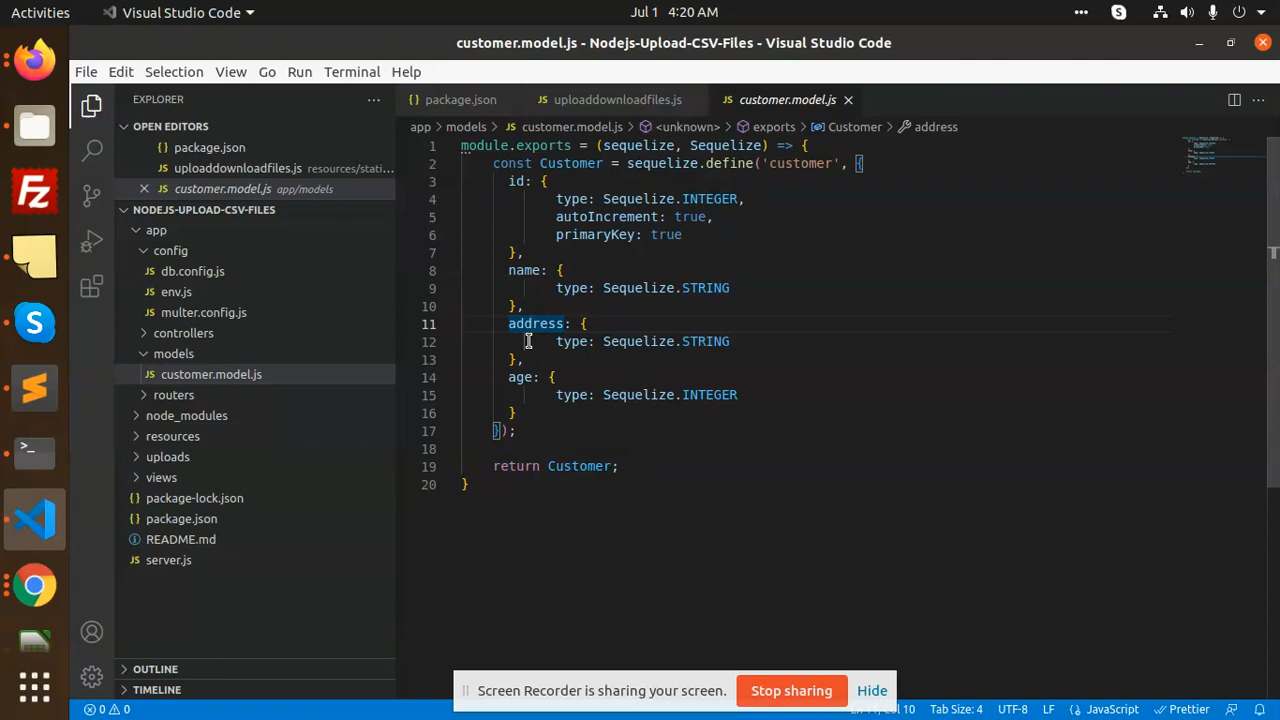 Activities
Visual Studio Code
Jul 1 4:20 AM
customer.model.js - Nodejs-Upload-CSV-Files - Visual Studio Code
File Edit Selection View Go Run Terminal Help
EXPLORER
OPEN EDITORS
package.json
uploaddownloadfiles.js resources/stati...
customer.model.js app/models
NODEJS-UPLOAD-CSV-FILES
app
config
JS db.config.js
JS env.js
JS multer.config.js
controllers
models
JS customer.model.js
routers
node_modules
resources
uploads
views
{} package-lock.json
{} package.json
README.md
JS server.js
OUTLINE
TIMELINE
{} package.json
JS uploaddownloadfiles.js
JS customer.model.js
app > models > JS customer.model.js > <unknown> > exports > Customer > address
1 module.exports = (sequelize, Sequelize) => {
2 const Customer = sequelize.define('customer', {
3 id: {
4 type: Sequelize.INTEGER,
5 autoIncrement: true,
6 primaryKey: true
7 },
8 name: {
9 type: Sequelize.STRING
10 },
11 address: {
12 type: Sequelize.STRING
13 },
14 age: {
15 type: Sequelize.INTEGER
16 }
17 });
18
19 return Customer;
20 }
Screen Recorder is sharing your screen.
Stop sharing
Hide
0 0
Tab Size: 4
UTF-8
LF
{} JavaScript
Prettier